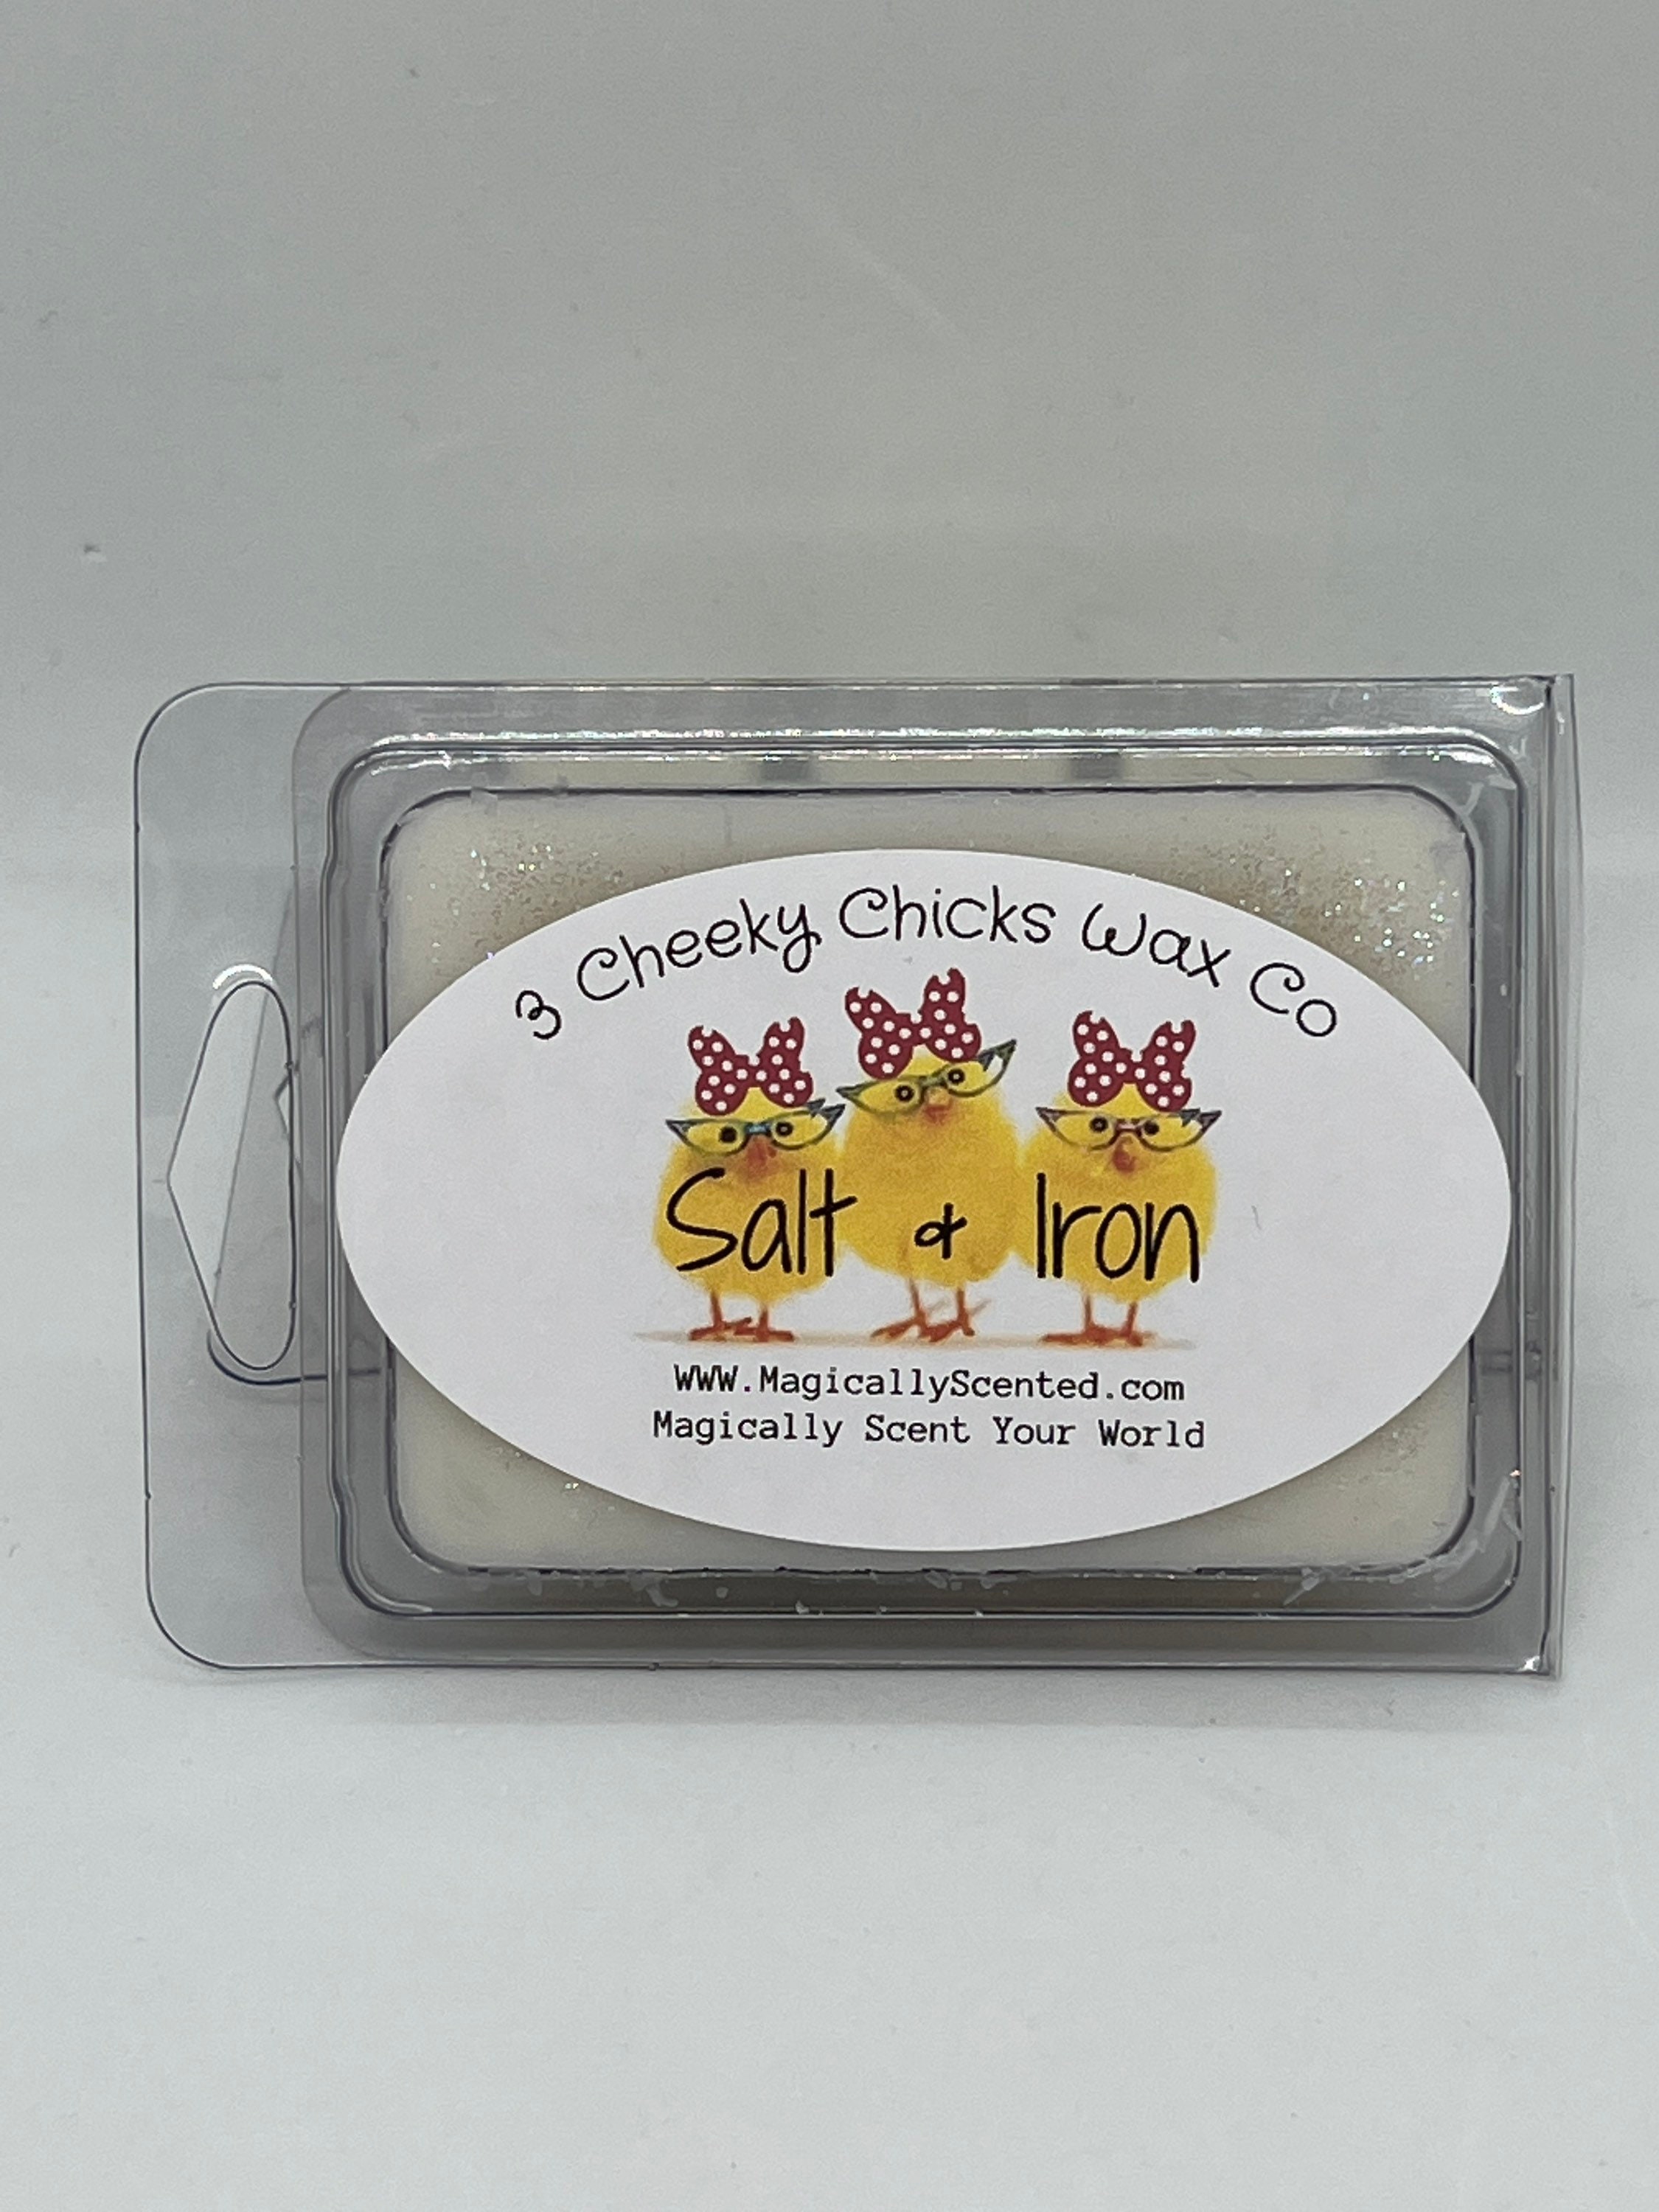 3 Cheeky Chicks Wax Co
Salt & Iron
WWW.MagicallyScented.com
Magically Scent Your World